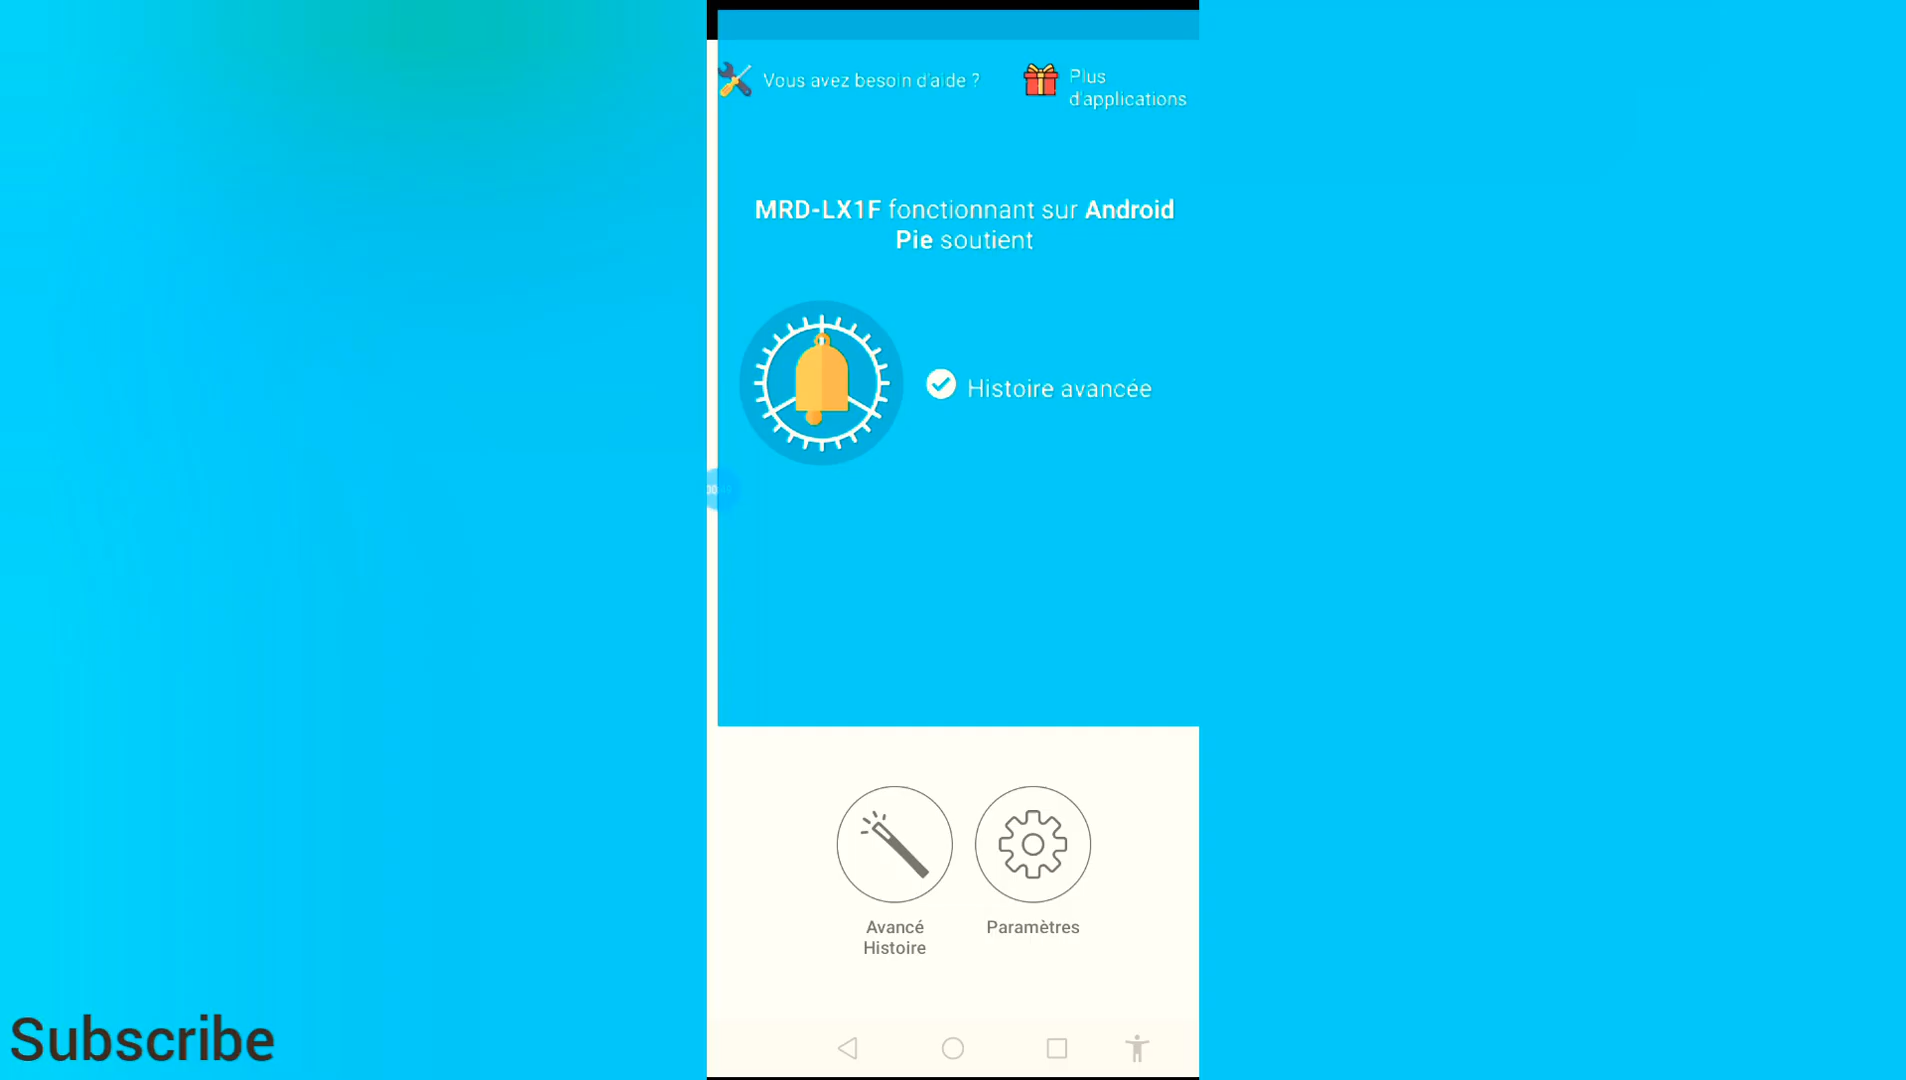 Vous avez besoin d'aide ?
Plus
d'applications
MRD-LX1F fonctionnant sur Android
Pie soutient
Histoire avancée
Avancé
Histoire
Paramètres
Subscribe